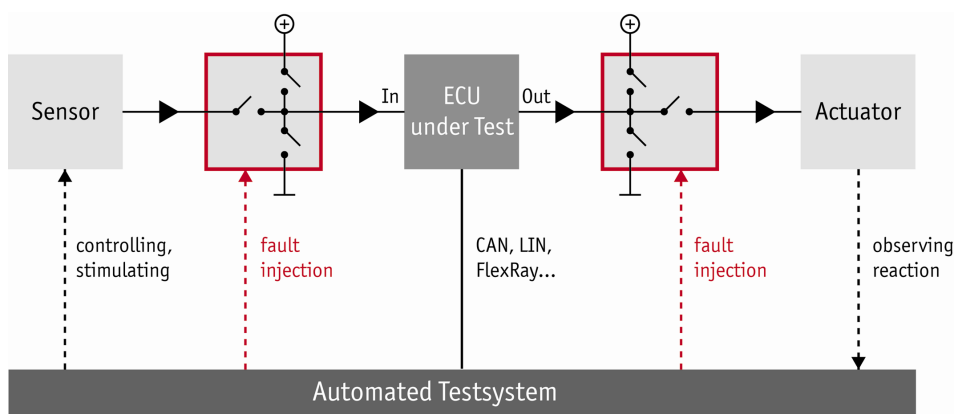 Sensor
In
ECU
under Test
Out
Actuator
controlling,
stimulating
fault
injection
CAN, LIN,
FlexRay...
fault
injection
observing
reaction
Automated Testsystem